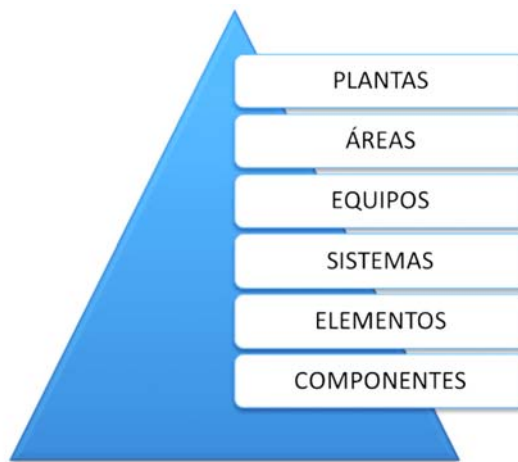 PLANTAS
ÁREAS
EQUIPOS
SISTEMAS
ELEMENTOS
COMPONENTES